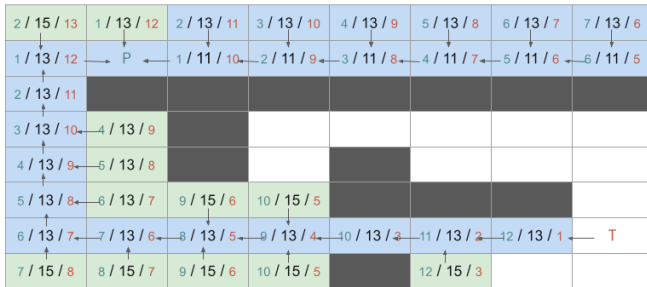 2 / 15 / 13 1 / 13 / 12 2 / 13 / 11 3 / 13 / 10 4 / 13 / 9 5 / 13 / 8 6 / 13 / 7 7 / 13 / 6
1 / 13 / 12 P 1 / 11 / 10 2 / 11 / 9 3 / 11 / 8 4 / 11 / 7 5 / 11 / 6 6 / 11 / 5
2 / 13 / 11
3 / 13 / 10 4 / 13 / 9
4 / 13 / 9 5 / 13 / 8
5 / 13 / 8 6 / 13 / 7 9 / 15 / 6 10 / 15 / 5
6 / 13 / 7 7 / 13 / 6 8 / 13 / 5 9 / 13 / 4 10 / 13 / 3 11 / 13 / 2 12 / 13 / 1 T
7 / 15 / 8 8 / 15 / 7 9 / 15 / 6 10 / 15 / 5 12 / 15 / 3